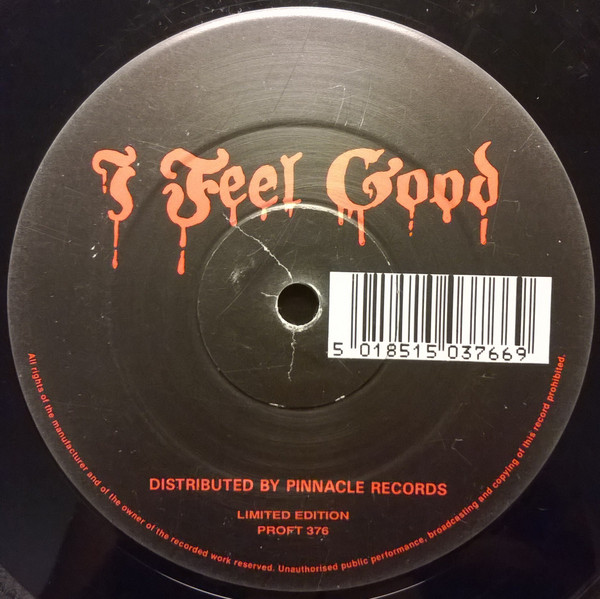 I Feel Good
5 018515 037669
DISTRIBUTED BY PINNACLE RECORDS
LIMITED EDITION
PROFT 376
All rights of the manufacturer and of the owner of the recorded work reserved. Unauthorised public performance, broadcasting and copying of this record prohibited.